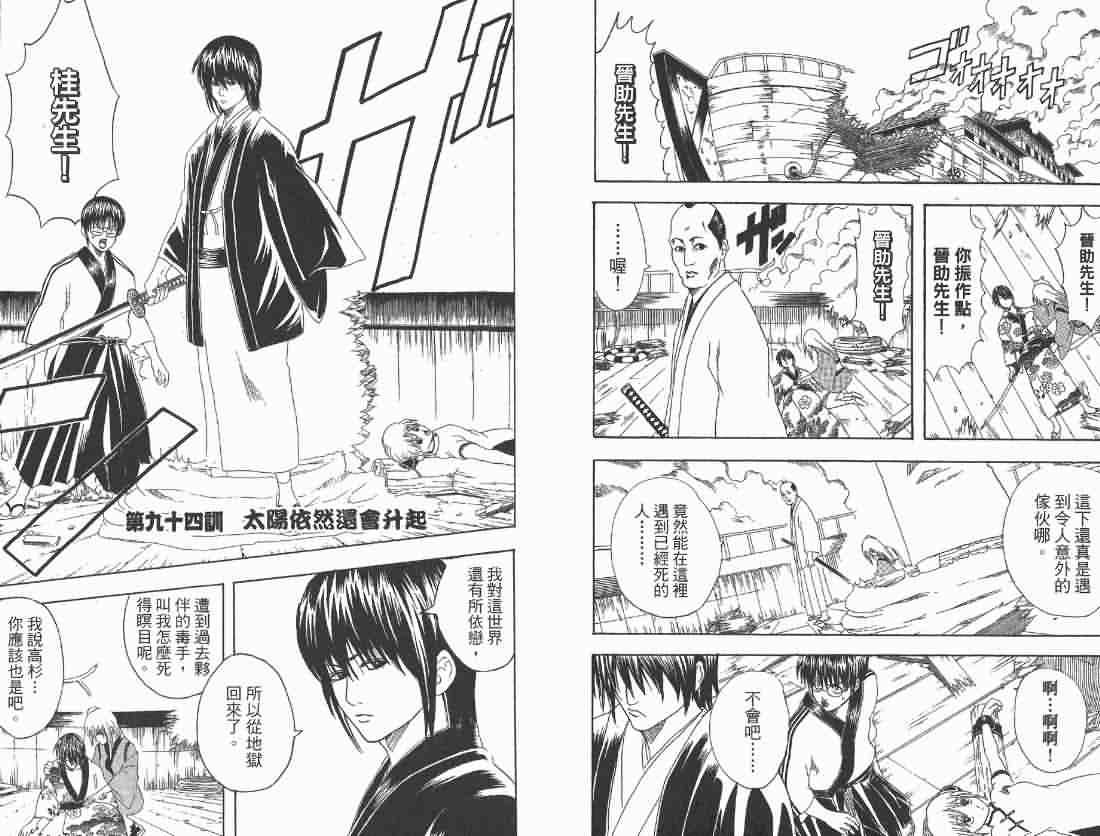 晉助先生！
ゴォォォォォ
晉助先生！
你振作點，
晉助先生！
晉助先生！
ザッ
……喔！
這下還真是遇
到令人意外的
傢伙哪。
竟然能在這裡
遇到已經死的
人……
啊…啊啊！
不會吧……
桂先生！
第九十四訓　太陽依然還會升起
我對這世界
還有所依戀，
所以從地獄
回來了。
遭到過去夥
伴的毒手，
叫我怎麼死
得瞑目呢。
我說高杉…
你應該也是吧。